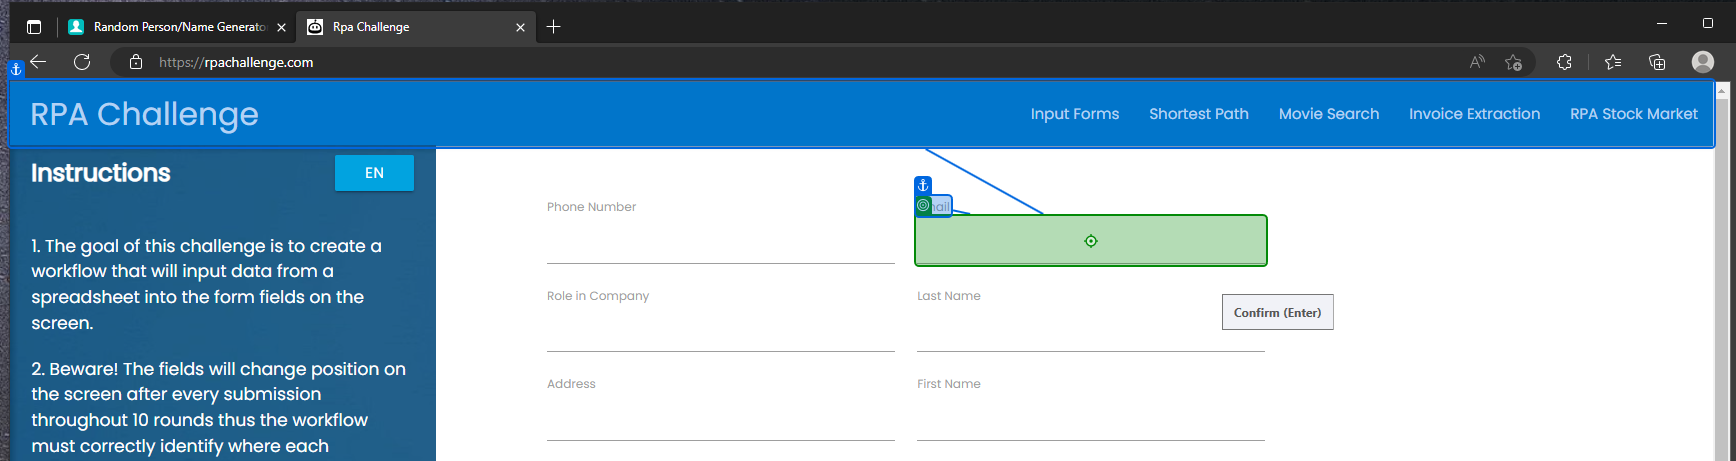 Random Person/Name Generato
Rpa Challenge
https://rpachallenge.com
RPA Challenge
Input Forms
Shortest Path
Movie Search
Invoice Extraction
RPA Stock Market
Instructions
EN
1. The goal of this challenge is to create a
workflow that will input data from a
spreadsheet into the form fields on the
screen.
2. Beware! The fields will change position on
the screen after every submission
throughout 10 rounds thus the workflow
must correctly identify where each
Phone Number
mail
Role in Company
Last Name
Confirm (Enter)
Address
First Name